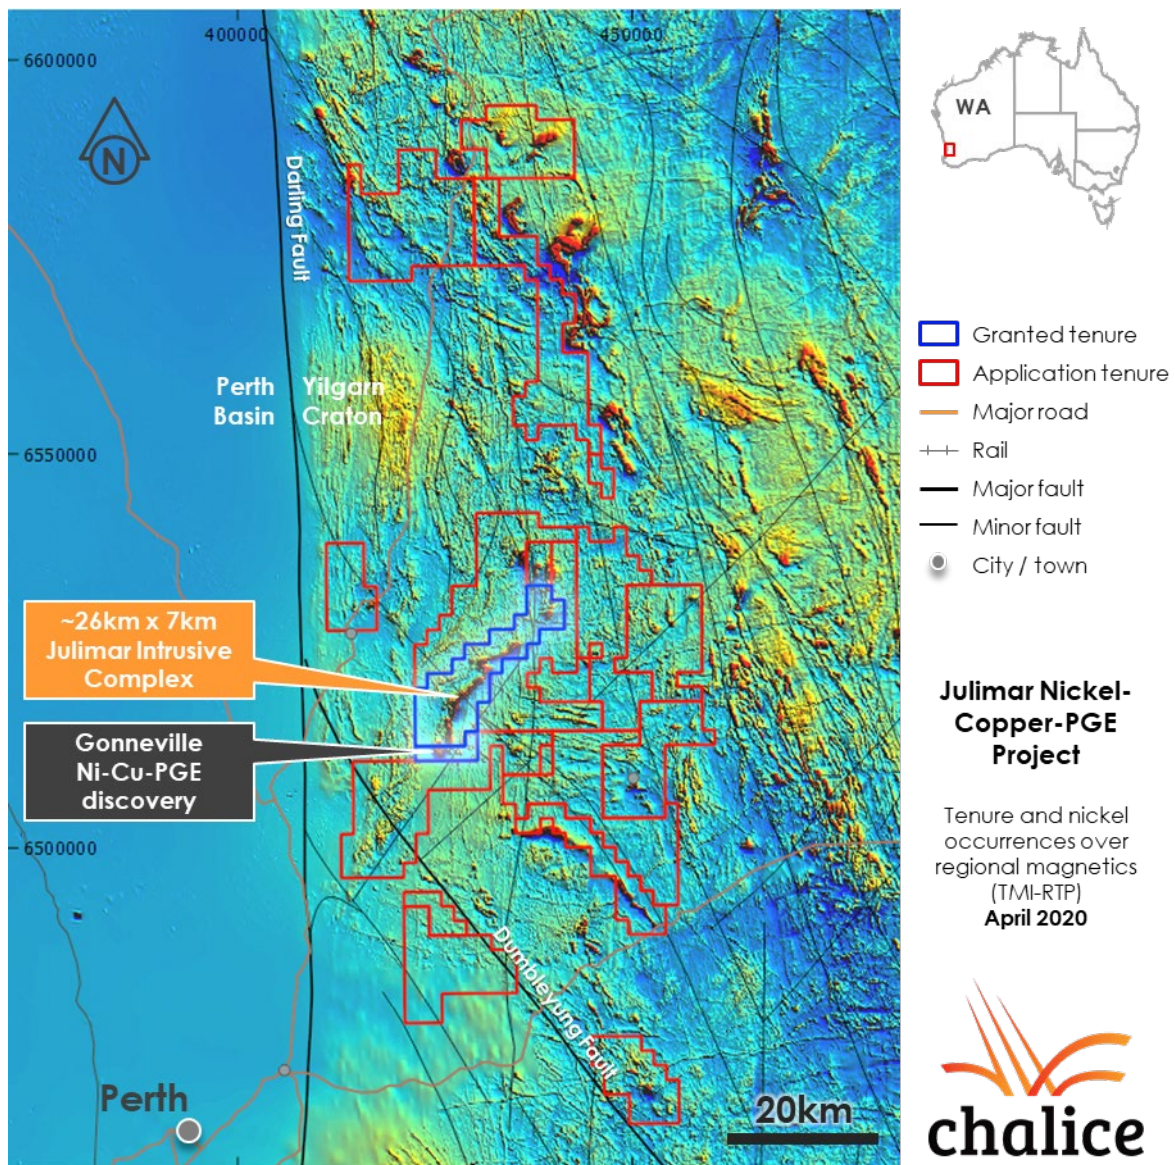 400000
450000
6600000
N
Darling Fault
Perth
Basin
Yilgarn
Craton
6550000
~26km x 7km
Julimar Intrusive
Complex
Gonneville
Ni-Cu-PGE
discovery
6500000
Dumbleyung Fault
Perth
20km
WA
Granted tenure
Application tenure
Major road
Rail
Major fault
Minor fault
City / town
Julimar Nickel-
Copper-PGE
Project
Tenure and nickel
occurrences over
regional magnetics
(TMI-RTP)
April 2020
chalice